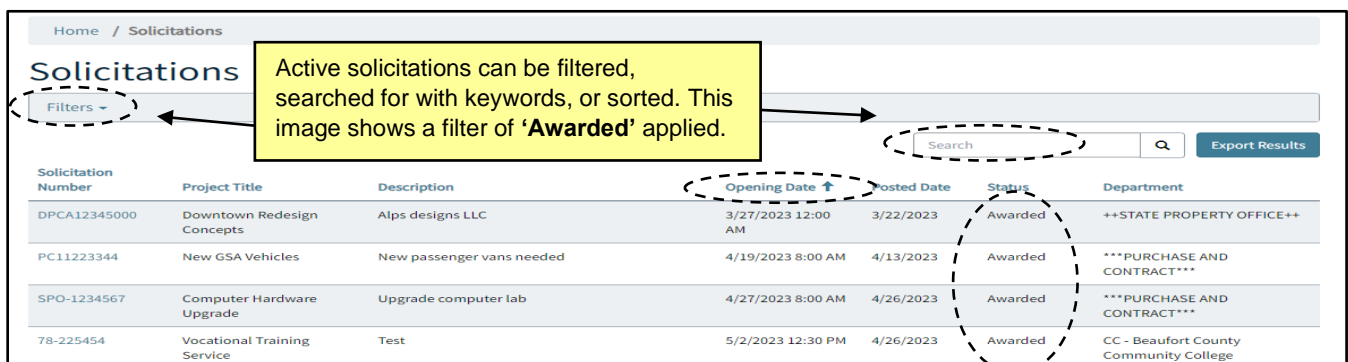 Home / Solicitations
Solicitations
Active solicitations can be filtered,
searched for with keywords, or sorted. This
image shows a filter of ‘Awarded’ applied.
Filters
Search
Export Results
Solicitation
Number
Project Title
Description
Opening Date ↑
Posted Date
Status
Department
DPCA12345000
Downtown Redesign
Concepts
Alps designs LLC
3/27/2023 12:00
AM
3/22/2023
Awarded
++STATE PROPERTY OFFICE++
PC11223344
New GSA Vehicles
New passenger vans needed
4/19/2023 8:00 AM
4/13/2023
Awarded
***PURCHASE AND
CONTRACT***
SPO-1234567
Computer Hardware
Upgrade
Upgrade computer lab
4/27/2023 8:00 AM
4/26/2023
Awarded
***PURCHASE AND
CONTRACT***
78-225454
Vocational Training
Service
Test
5/2/2023 12:30 PM
4/26/2023
Awarded
CC - Beaufort County
Community College